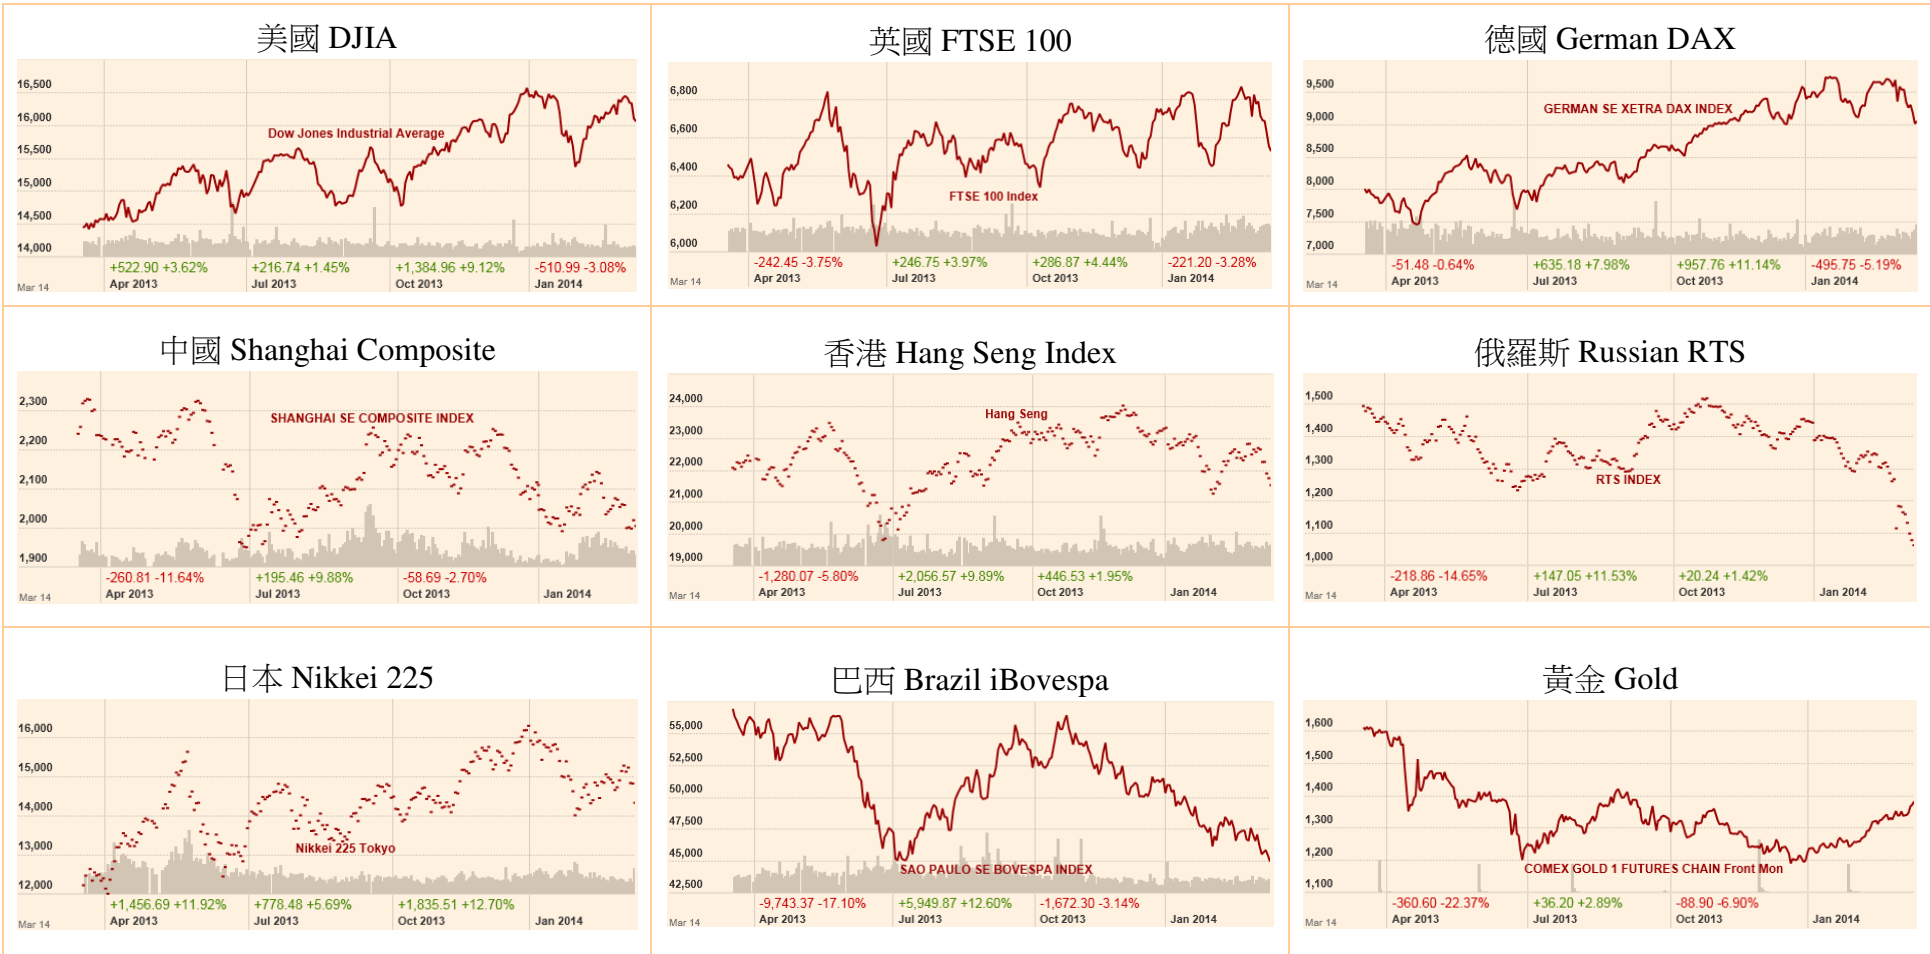 美國 DJIA
16,500
16,000
15,500
15,000
14,500
14,000
Dow Jones Industrial Average
+522.90 +3.62%
+216.74 +1.45%
+1,384.96 +9.12%
-510.99 -3.08%
Mar 14
Apr 2013
Jul 2013
Oct 2013
Jan 2014
英國 FTSE 100
6,800
6,600
6,400
6,200
6,000
FTSE 100 Index
-242.45 -3.75%
+246.75 +3.97%
+286.87 +4.44%
-221.20 -3.28%
Mar 14
Apr 2013
Jul 2013
Oct 2013
Jan 2014
德國 German DAX
9,500
9,000
8,500
8,000
7,500
7,000
GERMAN SE XETRA DAX INDEX
-51.48 -0.64%
+635.18 +7.98%
+957.76 +11.14%
-495.75 -5.19%
Mar 14
Apr 2013
Jul 2013
Oct 2013
Jan 2014
中國 Shanghai Composite
2,300
2,200
2,100
2,000
1,900
SHANGHAI SE COMPOSITE INDEX
-260.81 -11.64%
+195.46 +9.88%
-58.69 -2.70%
Mar 14
Apr 2013
Jul 2013
Oct 2013
Jan 2014
香港 Hang Seng Index
24,000
23,000
22,000
21,000
20,000
19,000
Hang Seng
-1,280.07 -5.80%
+2,056.57 +9.89%
+446.53 +1.95%
Mar 14
Apr 2013
Jul 2013
Oct 2013
Jan 2014
俄羅斯 Russian RTS
1,500
1,400
1,300
1,200
1,100
1,000
RTS INDEX
-218.86 -14.65%
+147.05 +11.53%
+20.24 +1.42%
Mar 14
Apr 2013
Jul 2013
Oct 2013
Jan 2014
日本 Nikkei 225
16,000
15,000
14,000
13,000
12,000
Nikkei 225 Tokyo
+1,456.69 +11.92%
+778.48 +5.69%
+1,835.51 +12.70%
Mar 14
Apr 2013
Jul 2013
Oct 2013
Jan 2014
巴西 Brazil iBovespa
55,000
52,500
50,000
47,500
45,000
42,500
SAO PAULO SE BOVESPA INDEX
-9,743.37 -17.10%
+5,949.87 +12.60%
-1,672.30 -3.14%
Mar 14
Apr 2013
Jul 2013
Oct 2013
Jan 2014
黃金 Gold
1,600
1,500
1,400
1,300
1,200
1,100
COMEX GOLD 1 FUTURES CHAIN Front Mon
-360.60 -22.37%
+36.20 +2.89%
-88.90 -6.90%
Mar 14
Apr 2013
Jul 2013
Oct 2013
Jan 2014